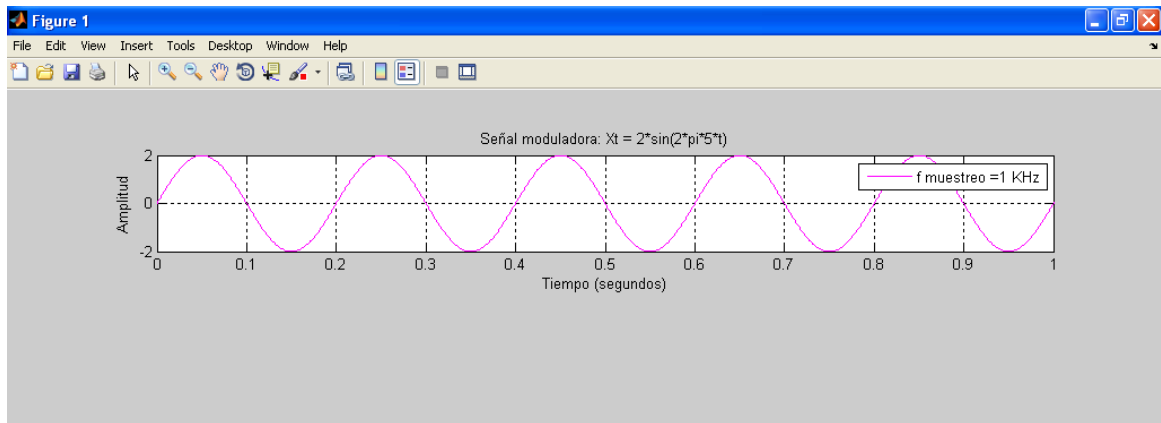 Figure 1
File Edit View Insert Tools Desktop Window Help
Señal moduladora: Xt = 2*sin(2*pi*5*t)
2
0
-2
Amplitud
f muestreo =1 KHz
0 0.1 0.2 0.3 0.4 0.5 0.6 0.7 0.8 0.9 1
Tiempo (segundos)